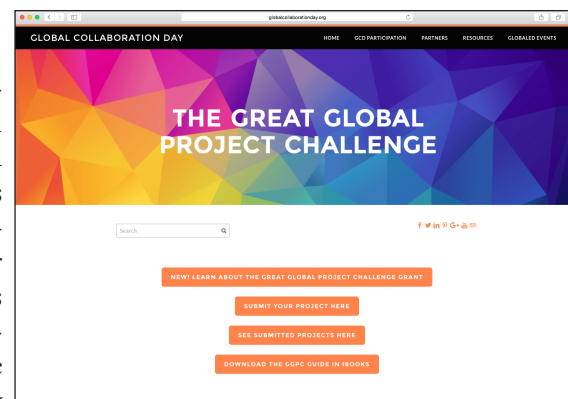 globalcollaborationday.org
GLOBAL COLLABORATION DAY
HOME GCD PARTICIPATION PARTNERS RESOURCES GLOBALED EVENTS
THE GREAT GLOBAL
PROJECT CHALLENGE
Search
NEW! LEARN ABOUT THE GREAT GLOBAL PROJECT CHALLENGE GRANT
SUBMIT YOUR PROJECT HERE
SEE SUBMITTED PROJECTS HERE
DOWNLOAD THE GGPC GUIDE IN IBOOKS